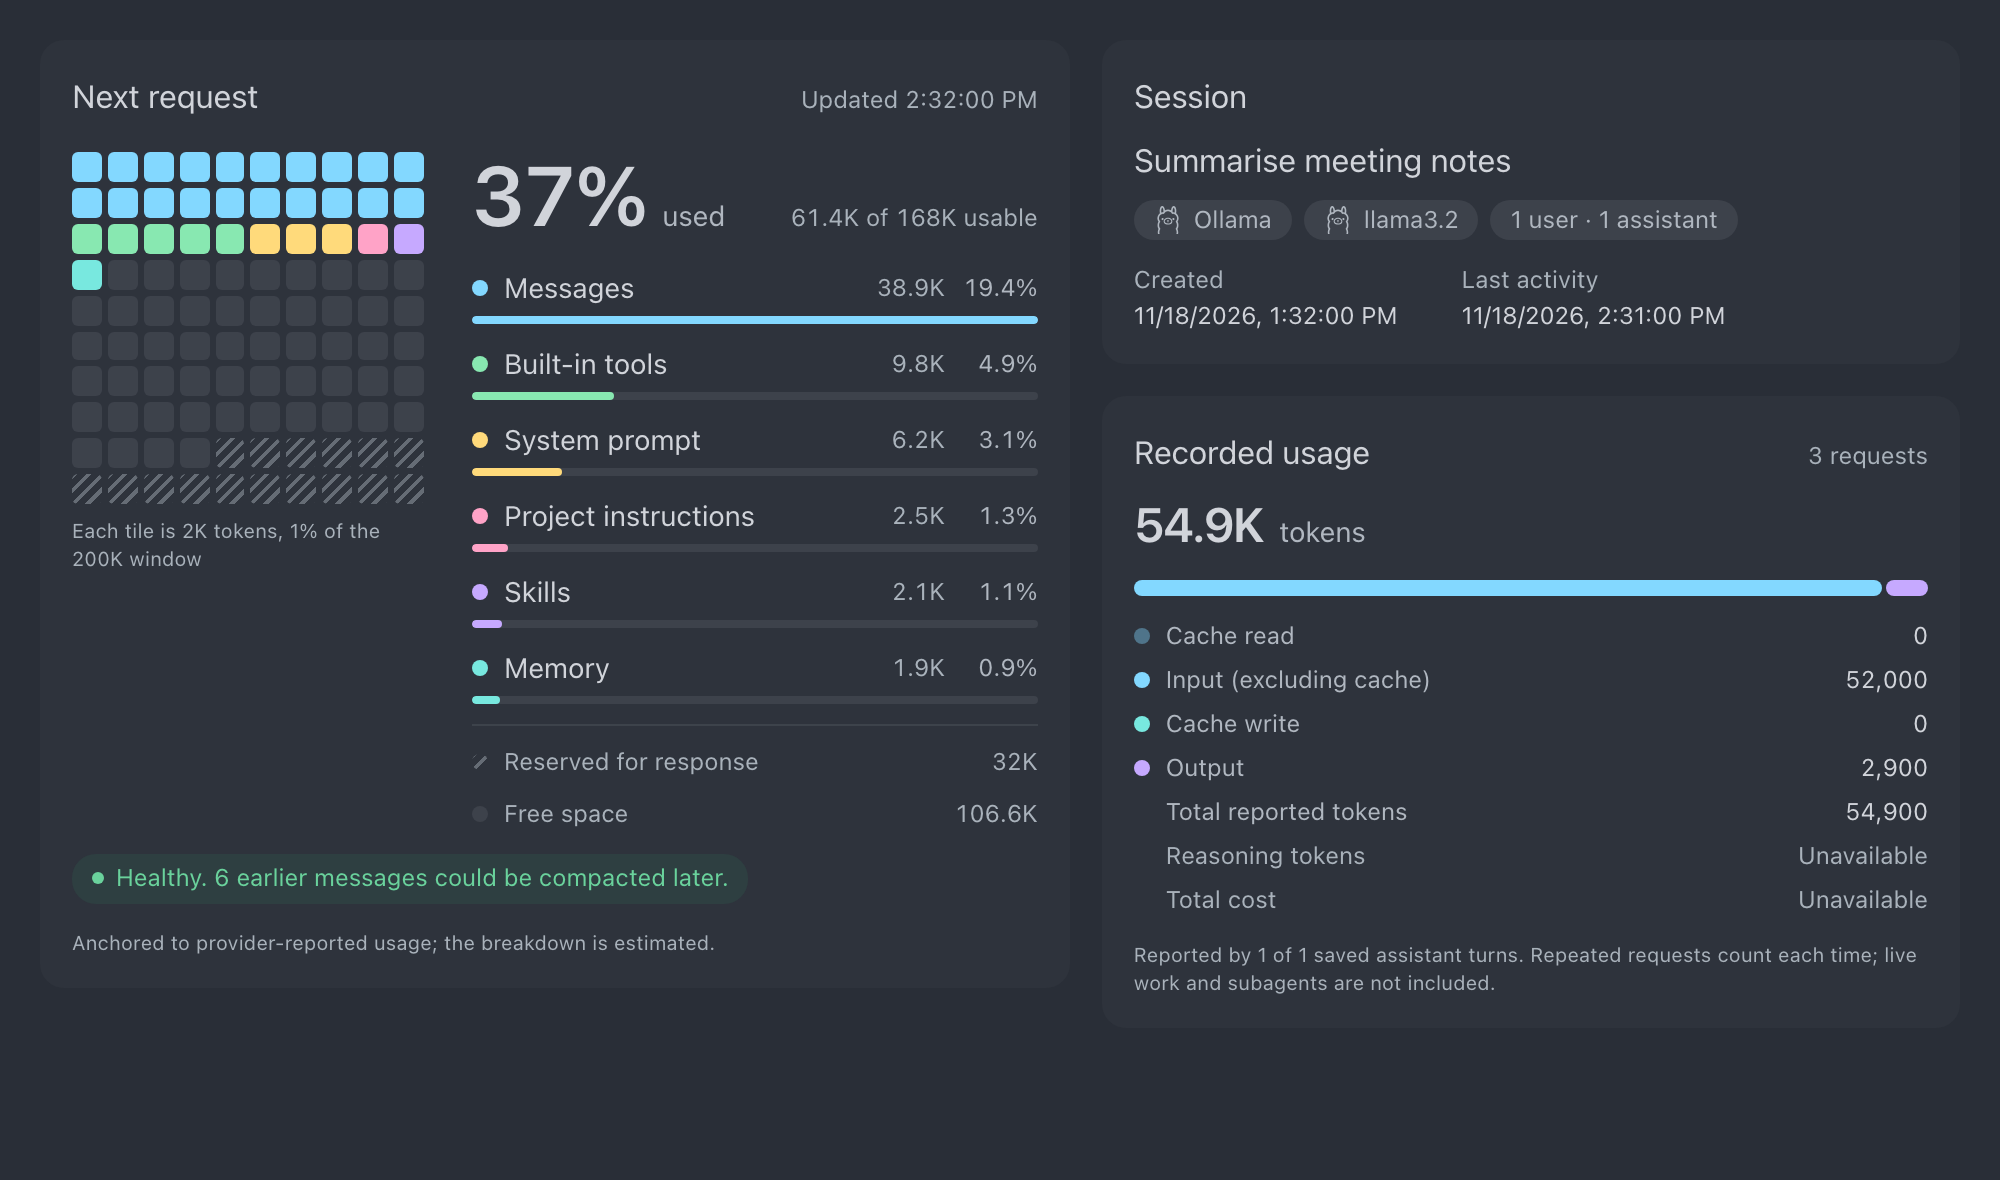 Next request
Updated 2:32:00 PM
37% used
61.4K of 168K usable
Messages 38.9K 19.4%
Built-in tools 9.8K 4.9%
System prompt 6.2K 3.1%
Project instructions 2.5K 1.3%
Skills 2.1K 1.1%
Memory 1.9K 0.9%
Reserved for response 32K
Free space 106.6K
Each tile is 2K tokens, 1% of the
200K window
Healthy. 6 earlier messages could be compacted later.
Anchored to provider-reported usage; the breakdown is estimated.
Session
Summarise meeting notes
Ollama
llama3.2
1 user · 1 assistant
Created
11/18/2026, 1:32:00 PM
Last activity
11/18/2026, 2:31:00 PM
Recorded usage
3 requests
54.9K tokens
Cache read 0
Input (excluding cache) 52,000
Cache write 0
Output 2,900
Total reported tokens 54,900
Reasoning tokens Unavailable
Total cost Unavailable
Reported by 1 of 1 saved assistant turns. Repeated requests count each time; live
work and subagents are not included.